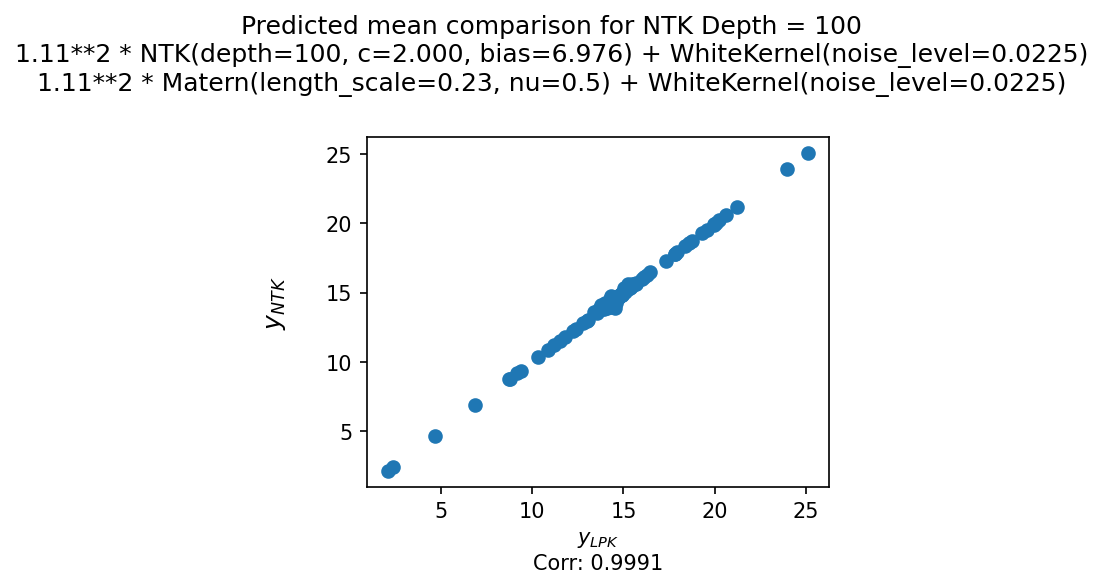 Predicted mean comparison for NTK Depth = 100
1.11**2 * NTK(depth=100, c=2.000, bias=6.976) + WhiteKernel(noise_level=0.0225)
1.11**2 * Matern(length_scale=0.23, nu=0.5) + WhiteKernel(noise_level=0.0225)
25
20
15
10
5
y_NTK
5 10 15 20 25
y_LPK
Corr: 0.9991